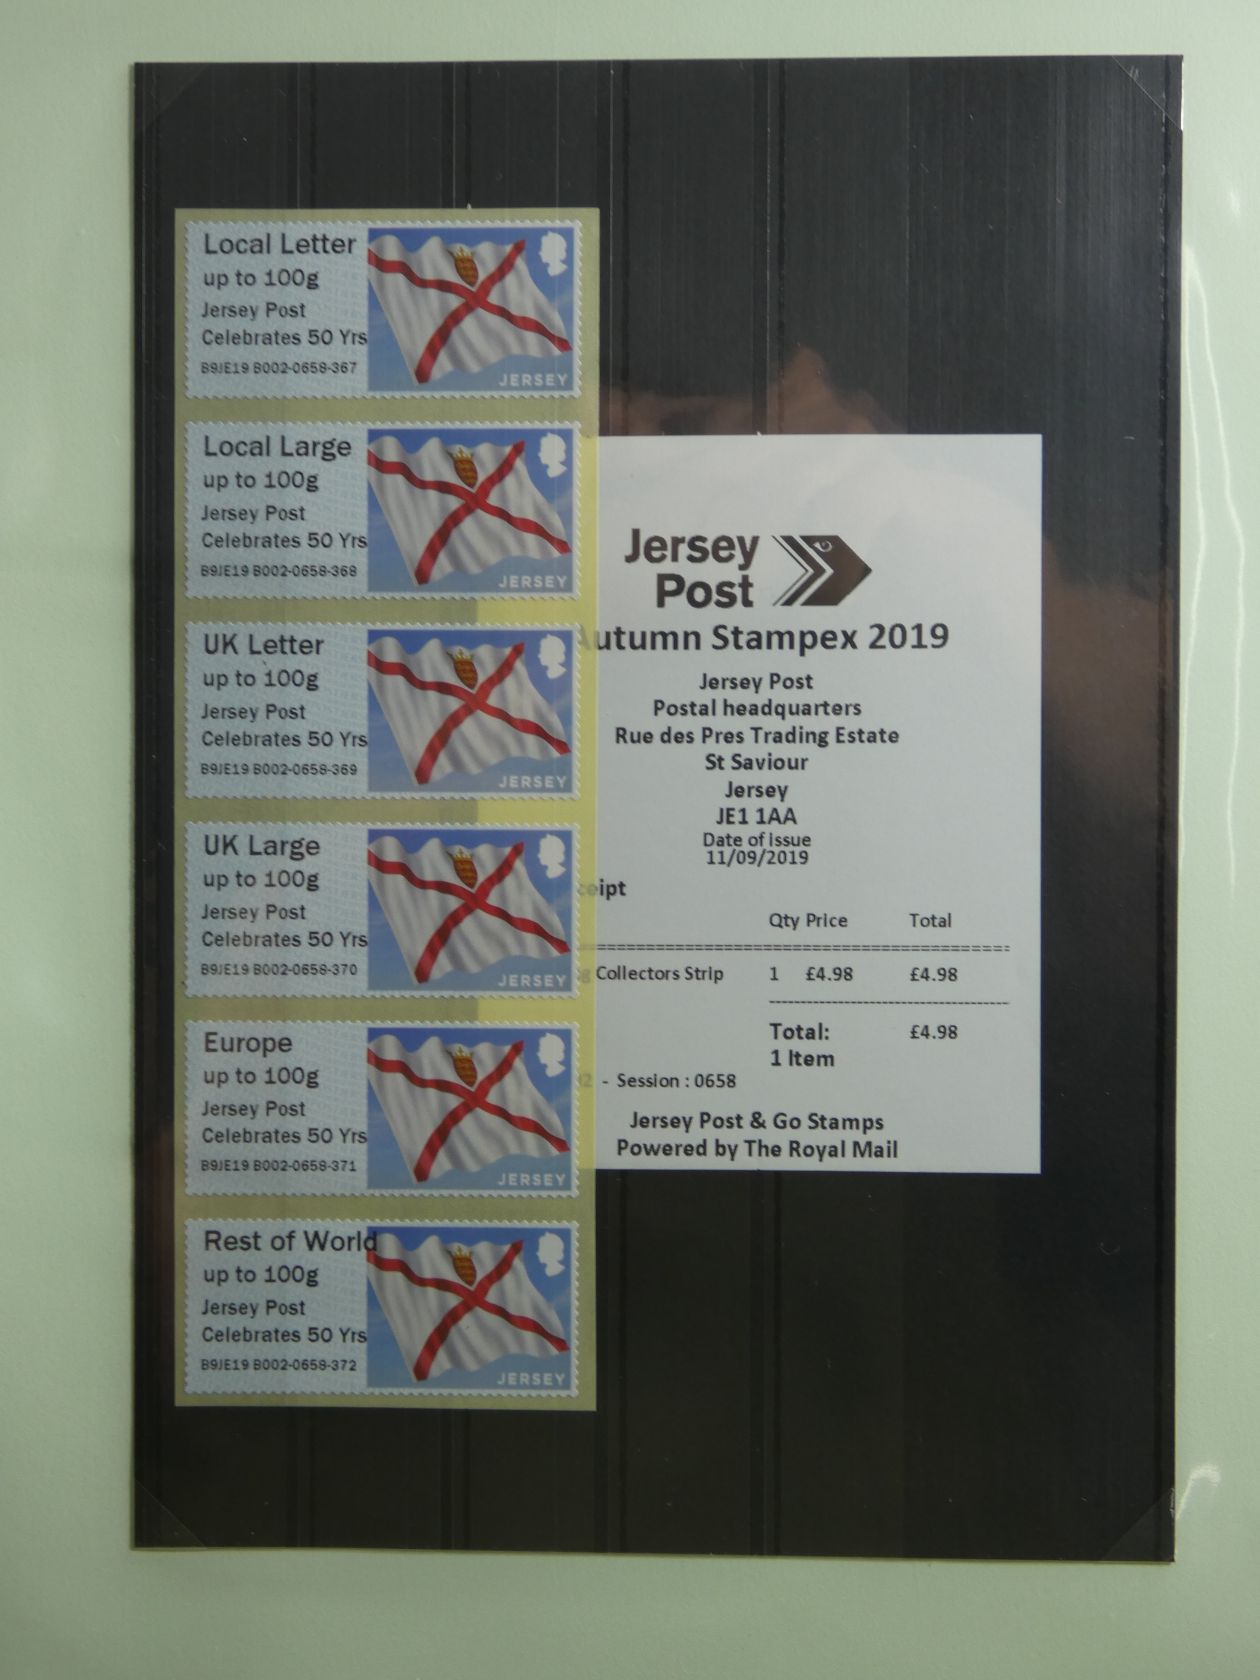 Local Letter
up to 100g
Jersey Post
Celebrates 50 Yrs
B9JE19 B002-0658-367
JERSEY
Local Large
up to 100g
Jersey Post
Celebrates 50 Yrs
B9JE19 B002-0658-368
JERSEY
UK Letter
up to 100g
Jersey Post
Celebrates 50 Yrs
B9JE19 B002-0658-369
JERSEY
UK Large
up to 100g
Jersey Post
Celebrates 50 Yrs
B9JE19 B002-0658-370
JERSEY
Europe
up to 100g
Jersey Post
Celebrates 50 Yrs
B9JE19 B002-0658-371
JERSEY
Rest of World
up to 100g
Jersey Post
Celebrates 50 Yrs
B9JE19 B002-0658-372
JERSEY
Jersey
Post
Autumn Stampex 2019
Jersey Post
Postal headquarters
Rue des Pres Trading Estate
St Saviour
Jersey
JE1 1AA
Date of issue
11/09/2019
Qty Price Total
Collectors Strip 1 £4.98 £4.98
Total: £4.98
1 Item
- Session : 0658
Jersey Post & Go Stamps
Powered by The Royal Mail